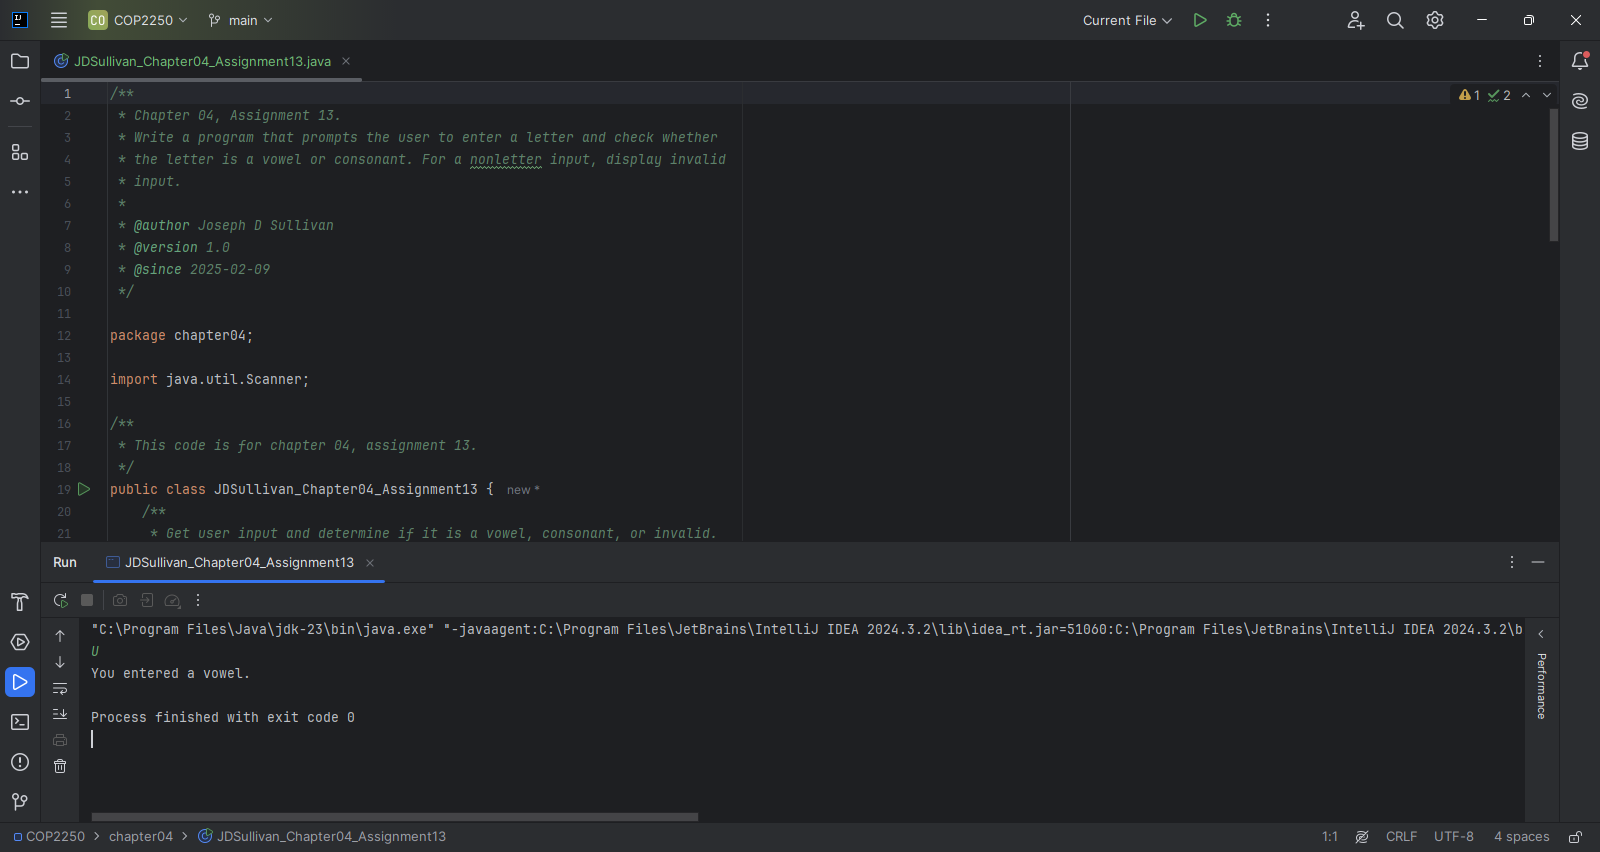 CO COP2250 main Current File
JDSullivan_Chapter04_Assignment13.java
1 /**
2 * Chapter 04, Assignment 13.
3 * Write a program that prompts the user to enter a letter and check whether
4 * the letter is a vowel or consonant. For a nonletter input, display invalid
5 * input.
6 *
7 * @author Joseph D Sullivan
8 * @version 1.0
9 * @since 2025-02-09
10 */
11
12 package chapter04;
13
14 import java.util.Scanner;
15
16 /**
17 * This code is for chapter 04, assignment 13.
18 */
19 public class JDSullivan_Chapter04_Assignment13 { new *
20 /**
21 * Get user input and determine if it is a vowel, consonant, or invalid.
1 2
Run JDSullivan_Chapter04_Assignment13
"C:\Program Files\Java\jdk-23\bin\java.exe" "-javaagent:C:\Program Files\JetBrains\IntelliJ IDEA 2024.3.2\lib\idea_rt.jar=51060:C:\Program Files\JetBrains\IntelliJ IDEA 2024.3.2\b
U
You entered a vowel.
Process finished with exit code 0
Performance
COP2250 > chapter04 > JDSullivan_Chapter04_Assignment13 1:1 CRLF UTF-8 4 spaces